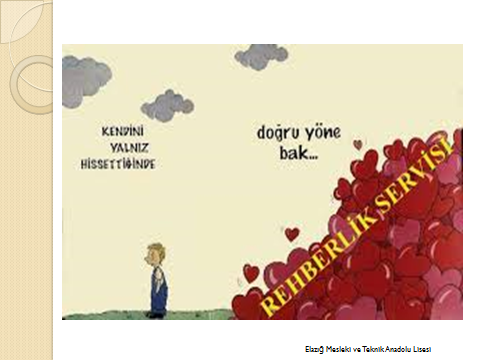 KENDİNİ
YALNIZ
HİSSETTİĞİNDE
doğru yöne
bak...
REHBERLİK SERVİSİ
Elazığ Mesleki ve Teknik Anadolu Lisesi